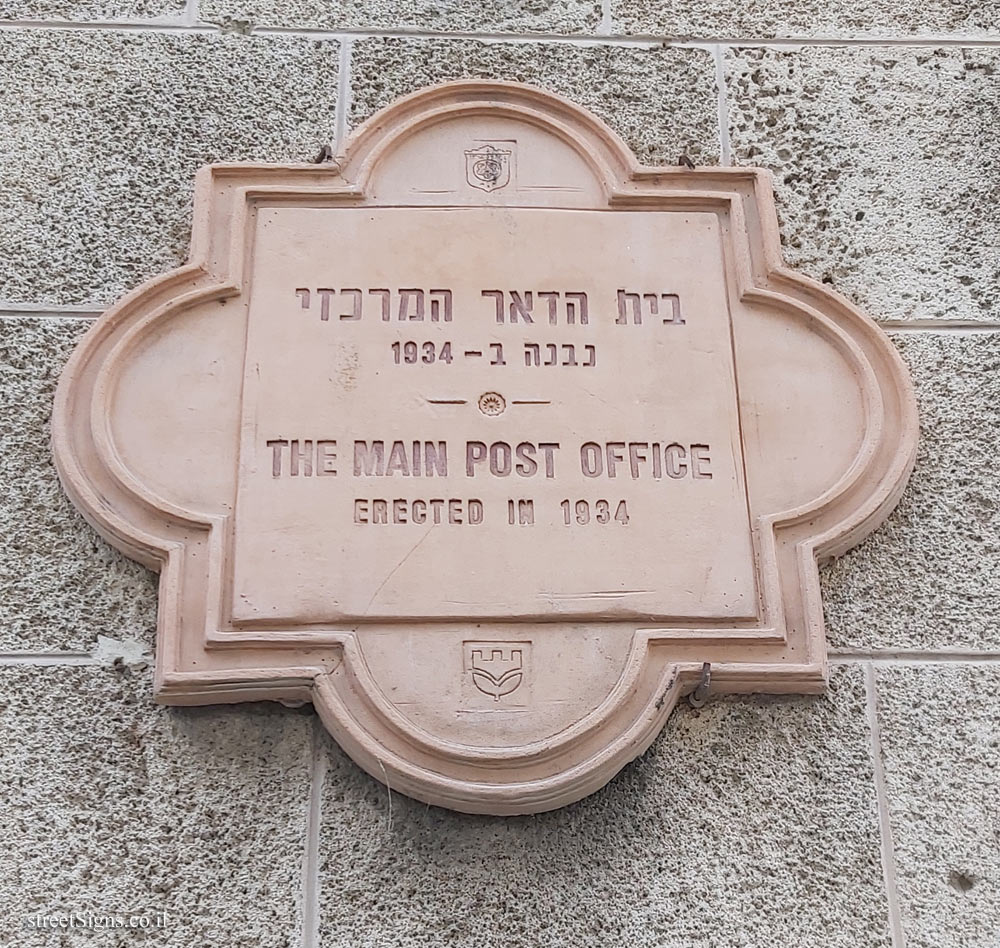 בית הדאר המרכזי
נבנה ב- 1934
THE MAIN POST OFFICE
ERECTED IN 1934
streetSigns.co.il